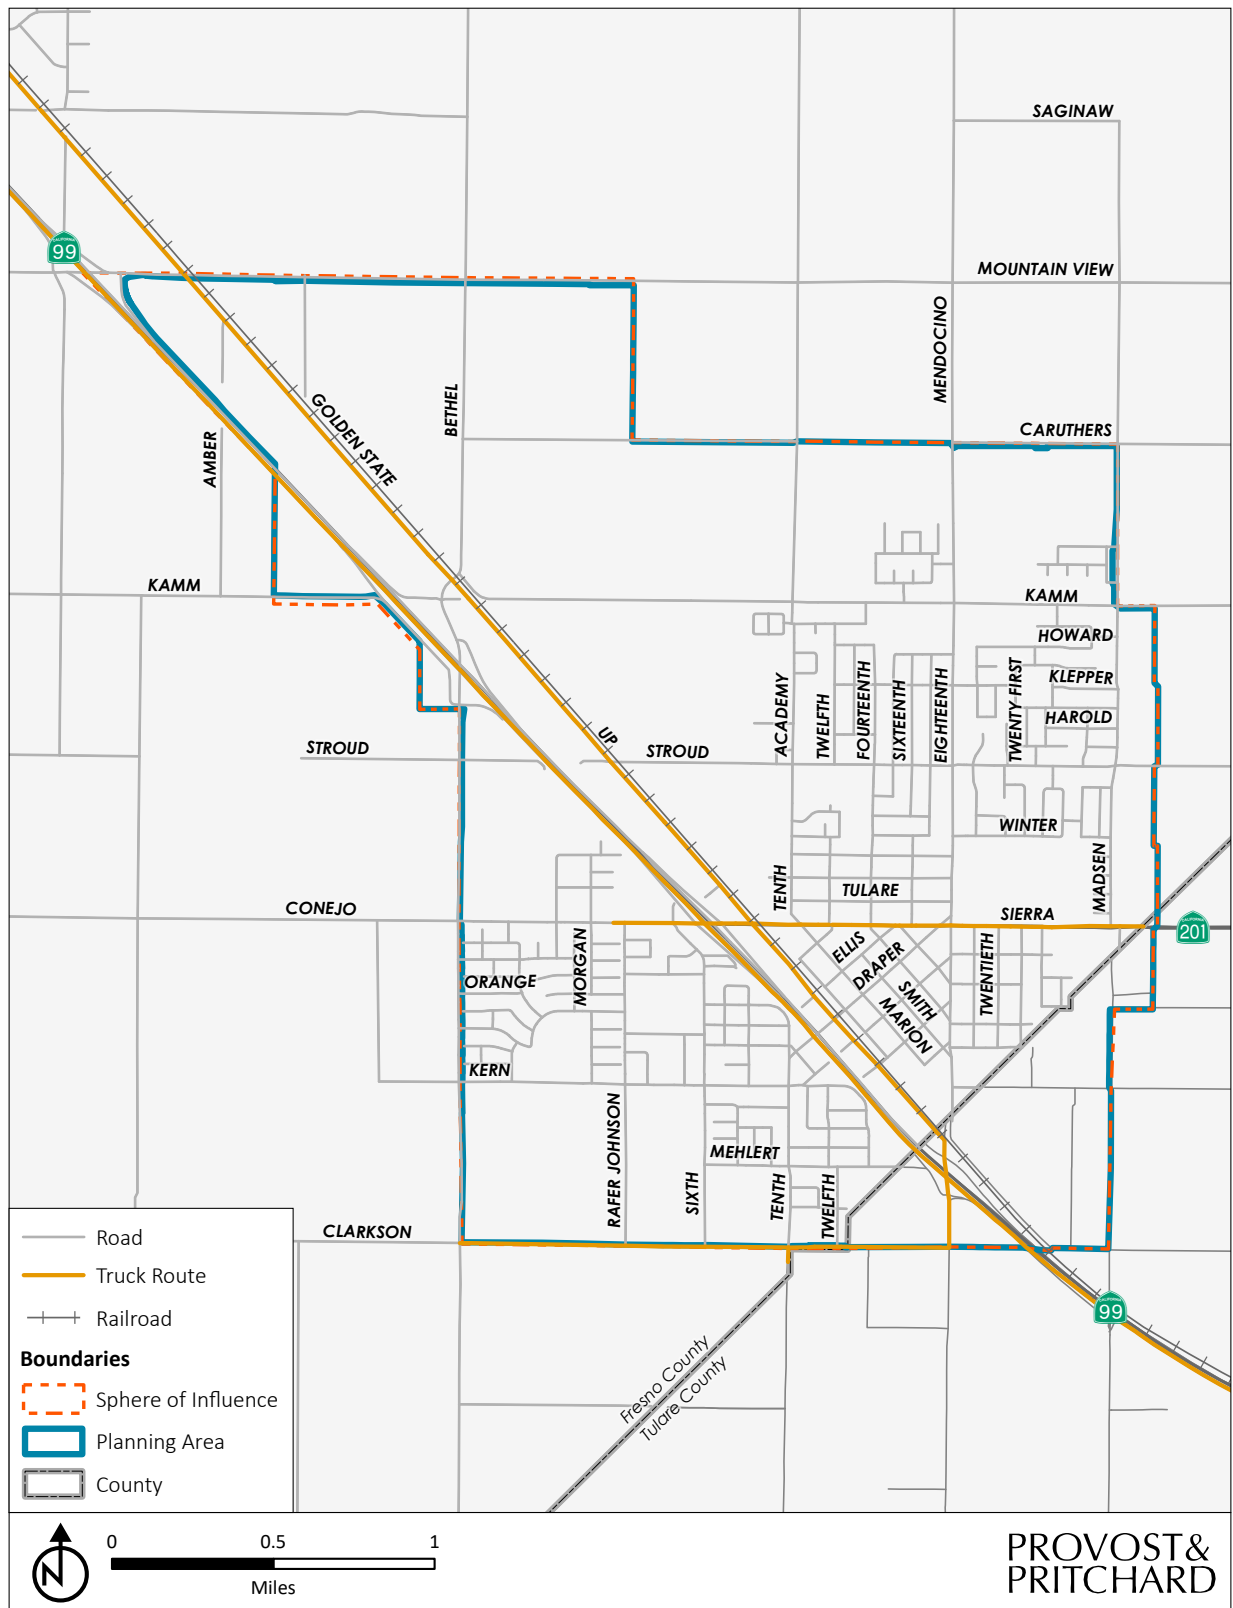 SAGINAW
CALIFORNIA
99
MOUNTAIN VIEW
MENDOCINO
BETHEL
GOLDEN STATE
CARUTHERS
AMBER
KAMM
KAMM
HOWARD
KLEPPER
HAROLD
ACADEMY
TWELFTH
FOURTEENTH
SIXTEENTH
EIGHTEENTH
TWENTY FIRST
UP
STROUD
STROUD
WINTER
MADSEN
TENTH
TULARE
CONEJO
SIERRA
CALIFORNIA
201
MORGAN
ORANGE
ELLIS
DRAPER
SMITH
MARION
TWENTIETH
KERN
RAFER JOHNSON
MEHLERT
SIXTH
TENTH
TWELFTH
CLARKSON
CALIFORNIA
99
Fresno County
Tulare County
Road
Truck Route
Railroad
Boundaries
Sphere of Influence
Planning Area
County
N
0 0.5 1
Miles
PROVOST&
PRITCHARD